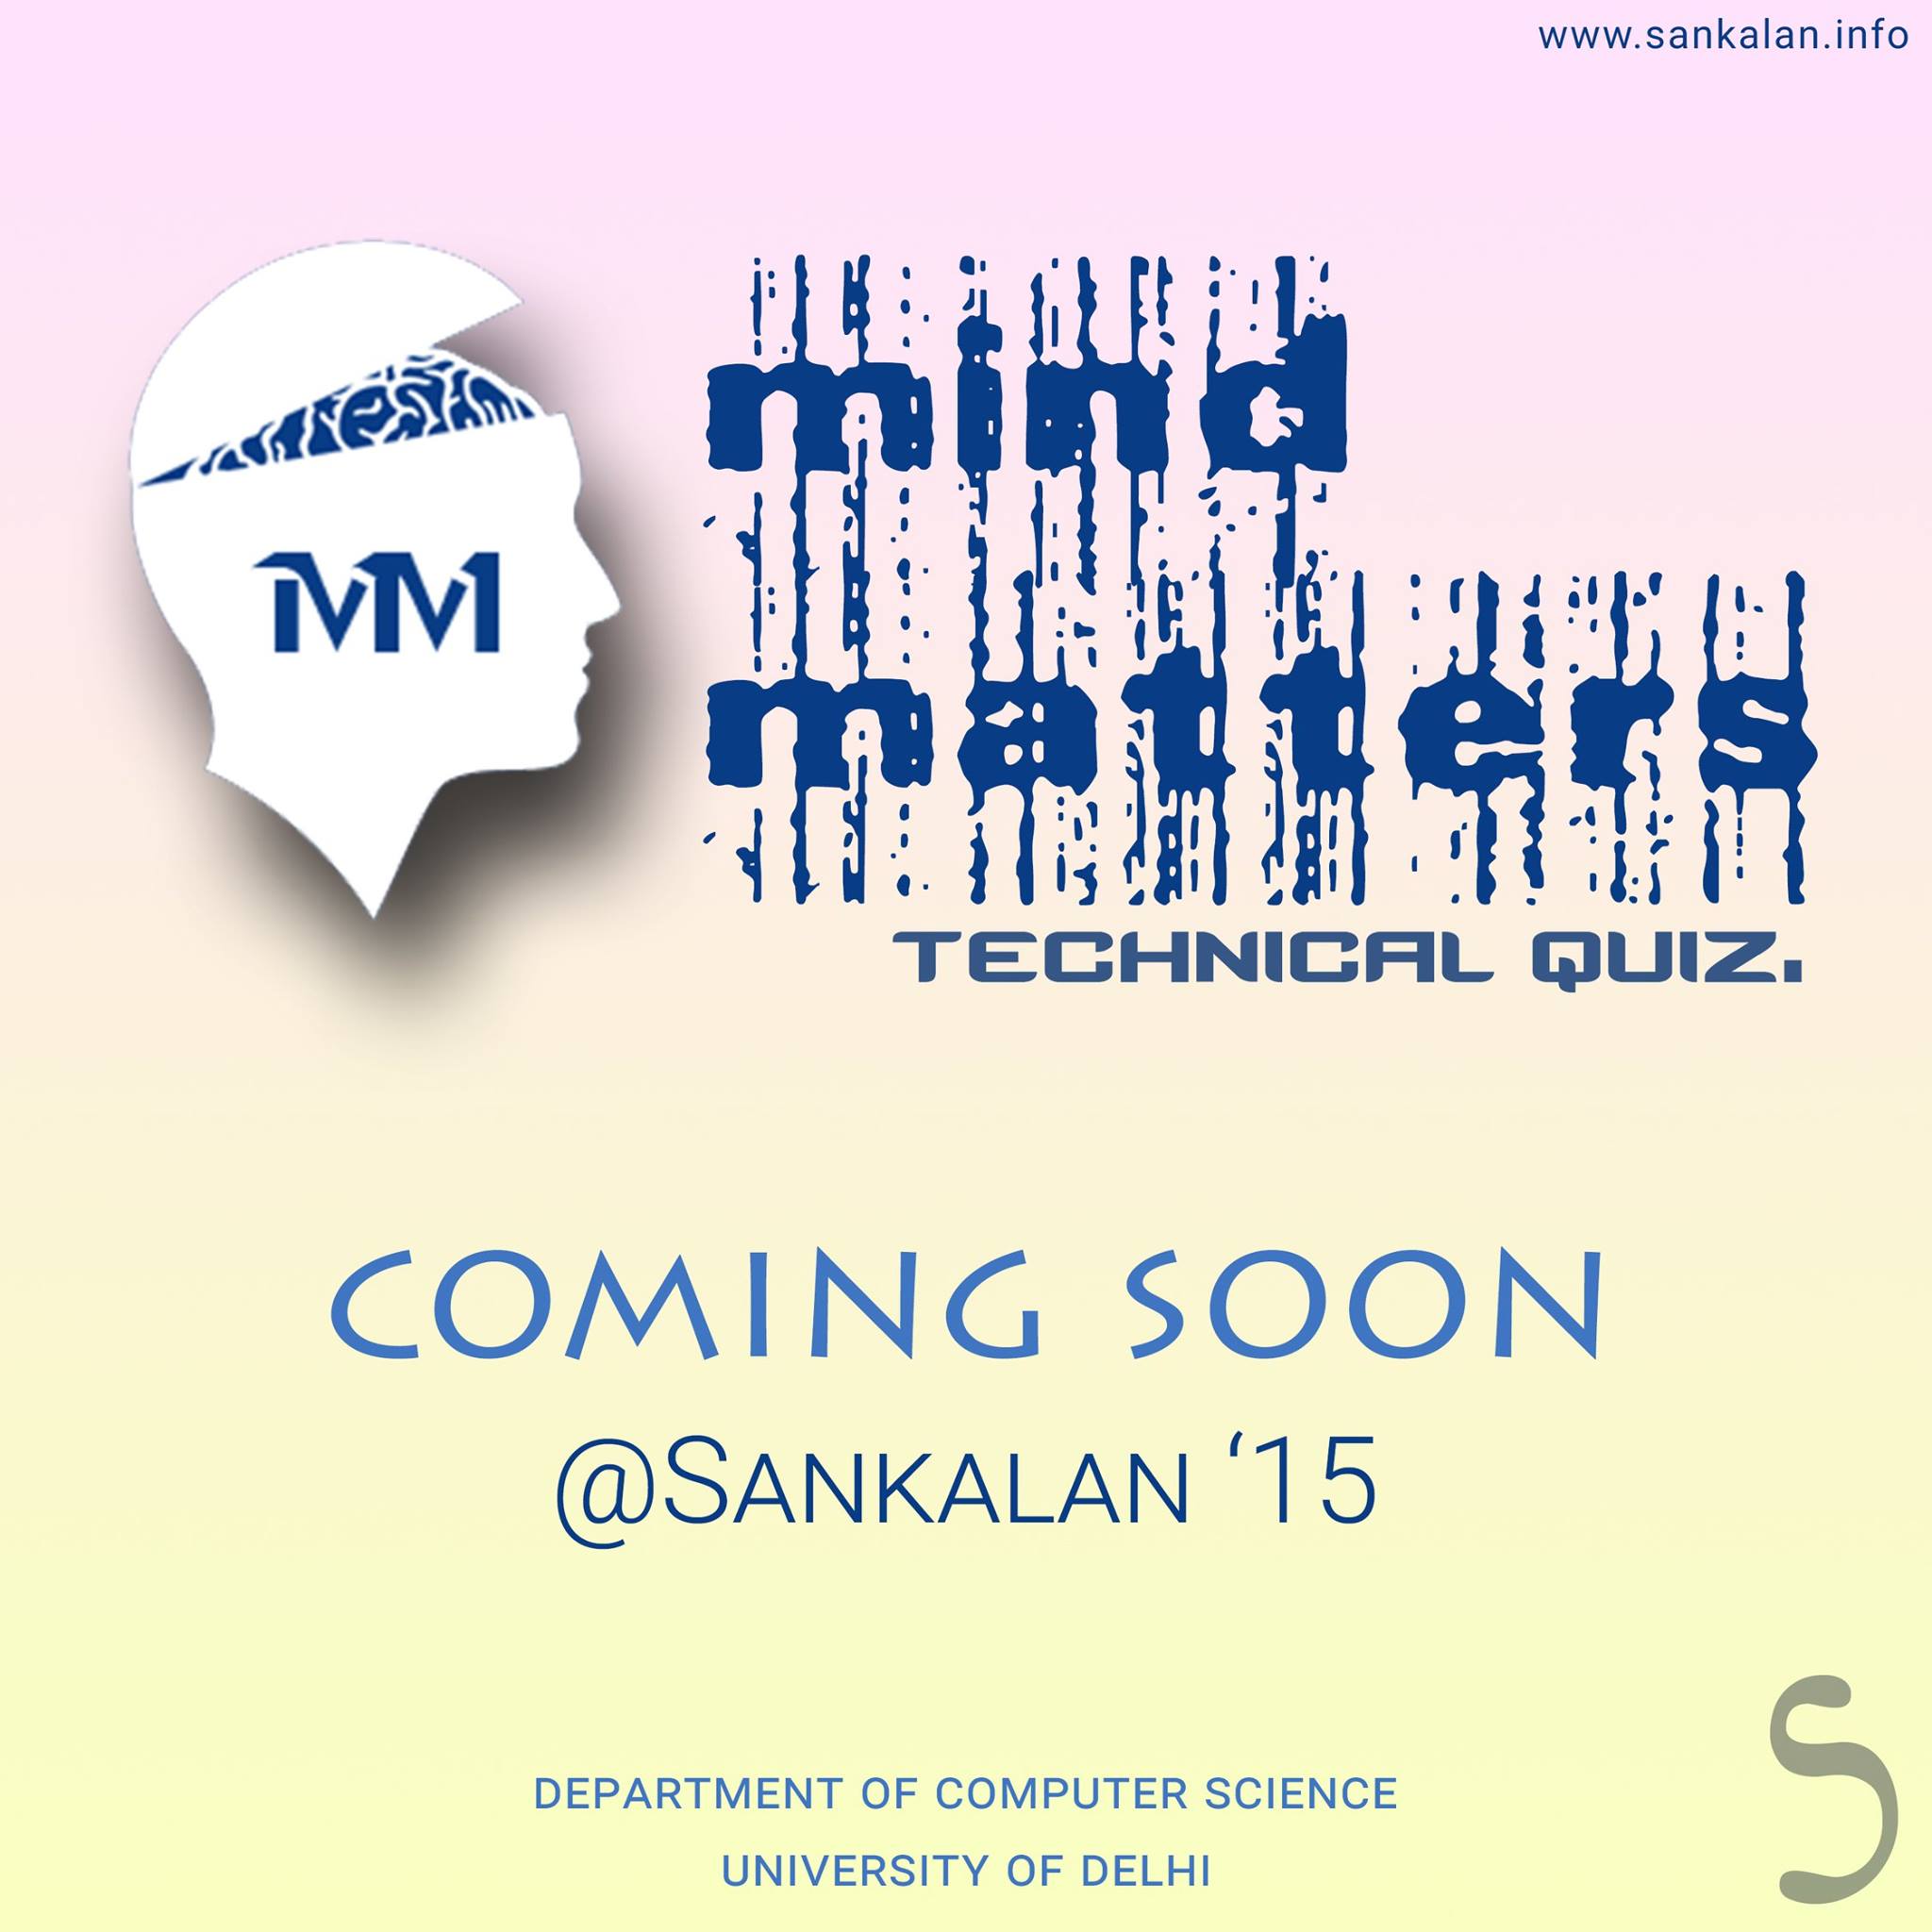 www.sankalan.info
mind
matters
MM
TECHNICAL QUIZ.
COMING SOON
@SANKALAN ‘15
DEPARTMENT OF COMPUTER SCIENCE
UNIVERSITY OF DELHI
S